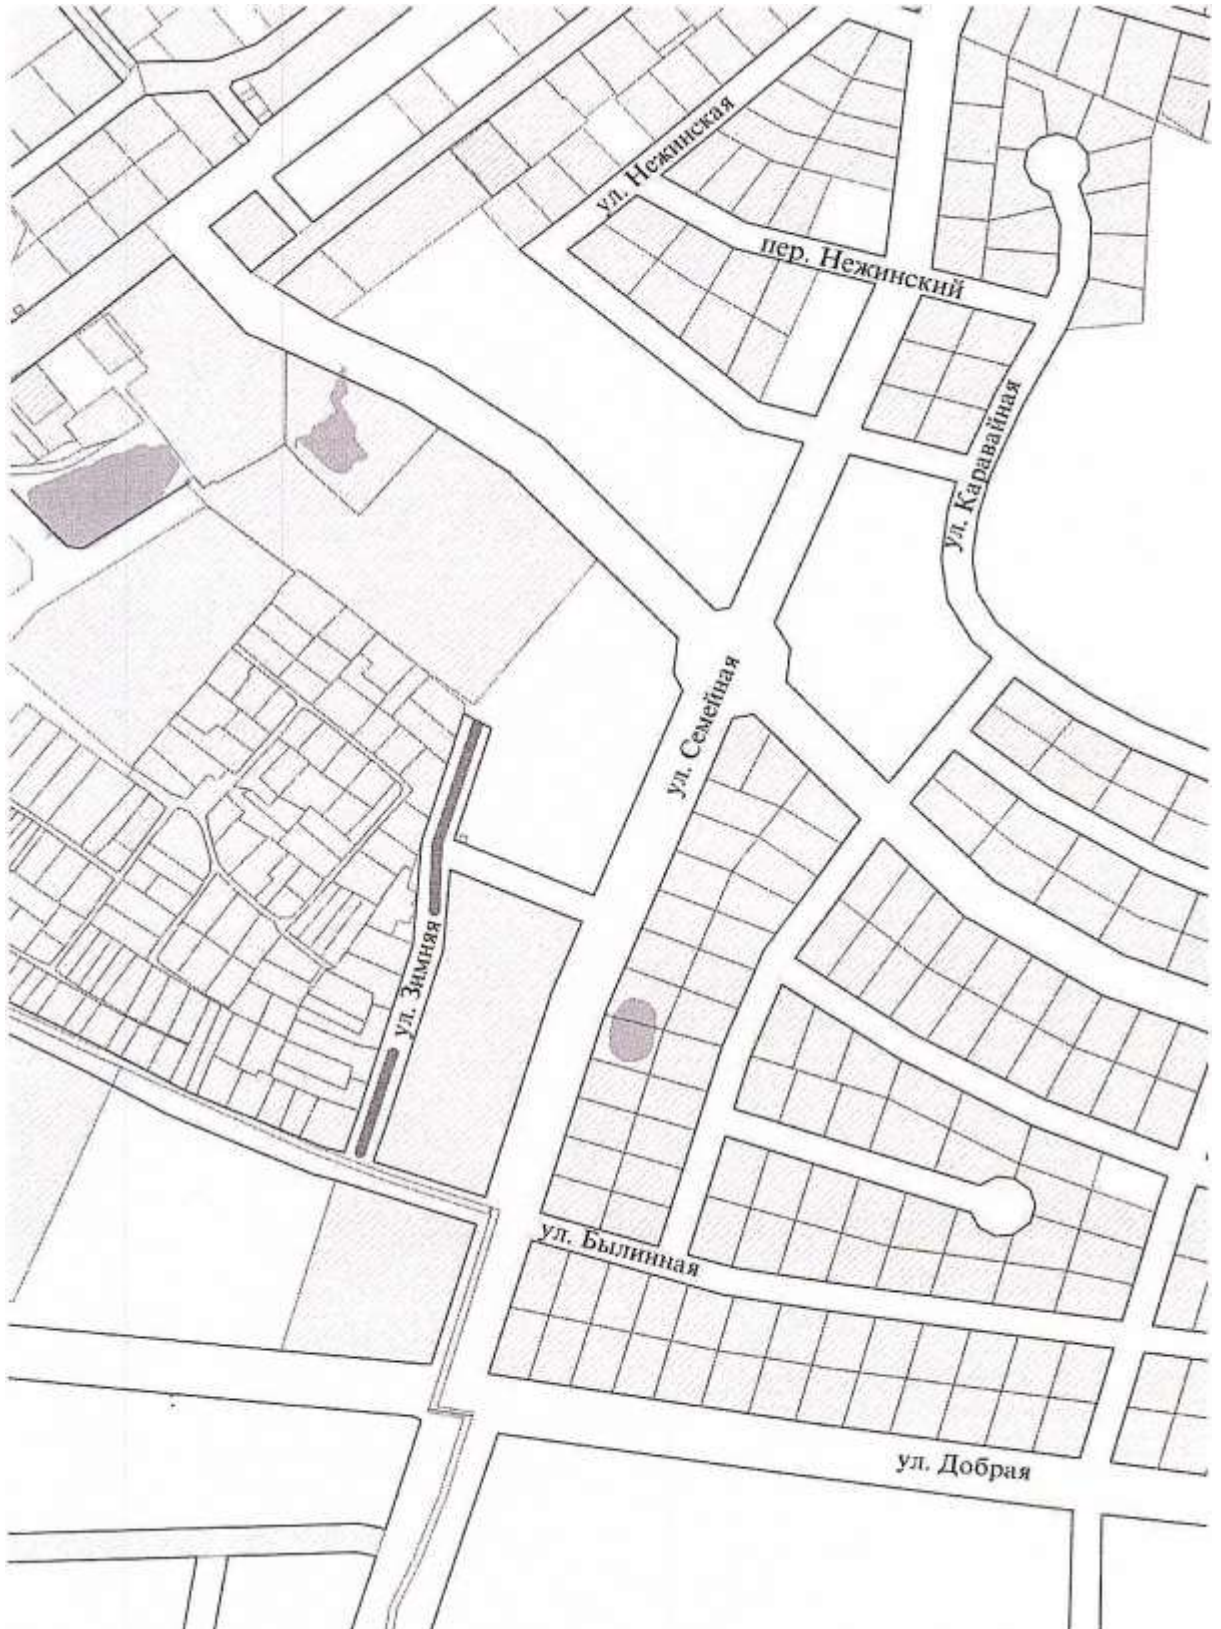 ул. Нежинская
пер. Нежинский
ул. Каравайная
ул. Семейная
ул. Зимняя
ул. Былинная
ул. Добрая